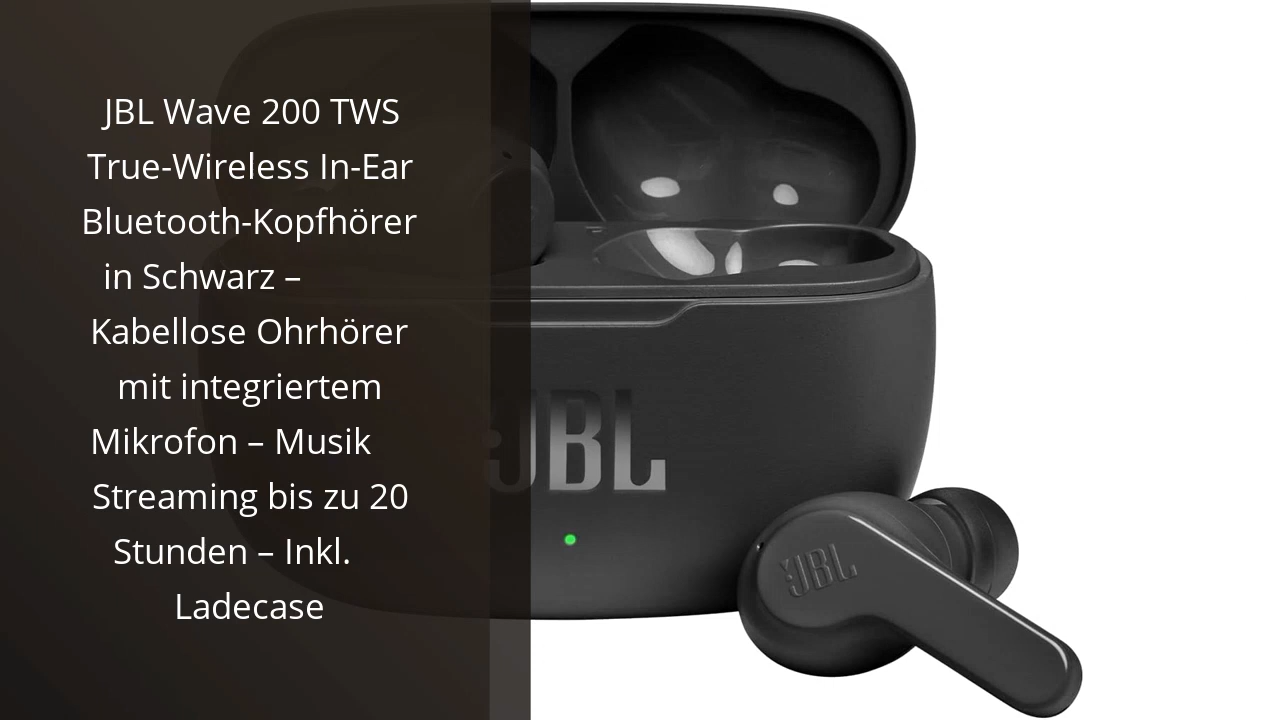 JBL Wave 200 TWS
True-Wireless In-Ear
Bluetooth-Kopfhörer
in Schwarz –
Kabellose Ohrhörer
mit integriertem
Mikrofon – Musik
Streaming bis zu 20
Stunden – Inkl.
Ladecase
JBL
JBL